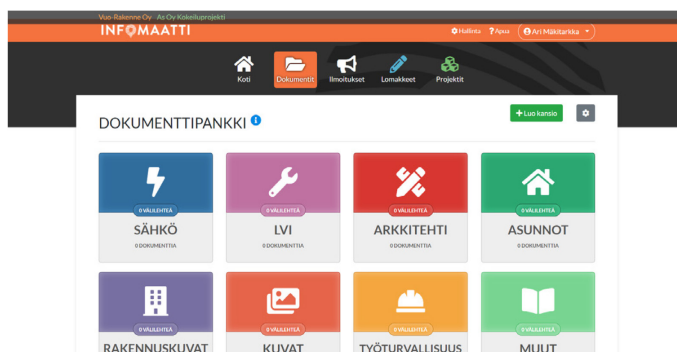 Vuo-Rakenne Oy As Oy Kokeiluprojekti
INFOMAATTI
Hallinta ? Apua Ari Mäkitarkka
Koti Dokumentit Ilmoitukset Lomakkeet Projektit
DOKUMENTTIPANKKI
+ Luo kansio
0 VÄLILEHTEÄ 0 VÄLILEHTEÄ 0 VÄLILEHTEÄ 0 VÄLILEHTEÄ
SÄHKÖ LVI ARKKITEHTI ASUNNOT
0 DOKUMENTTIA 0 DOKUMENTTIA 0 DOKUMENTTIA 0 DOKUMENTTIA
0 VÄLILEHTEÄ 0 VÄLILEHTEÄ 0 VÄLILEHTEÄ 0 VÄLILEHTEÄ
RAKENNUSKUVAT KUVAT TYÖTURVALLISUUS MUUT